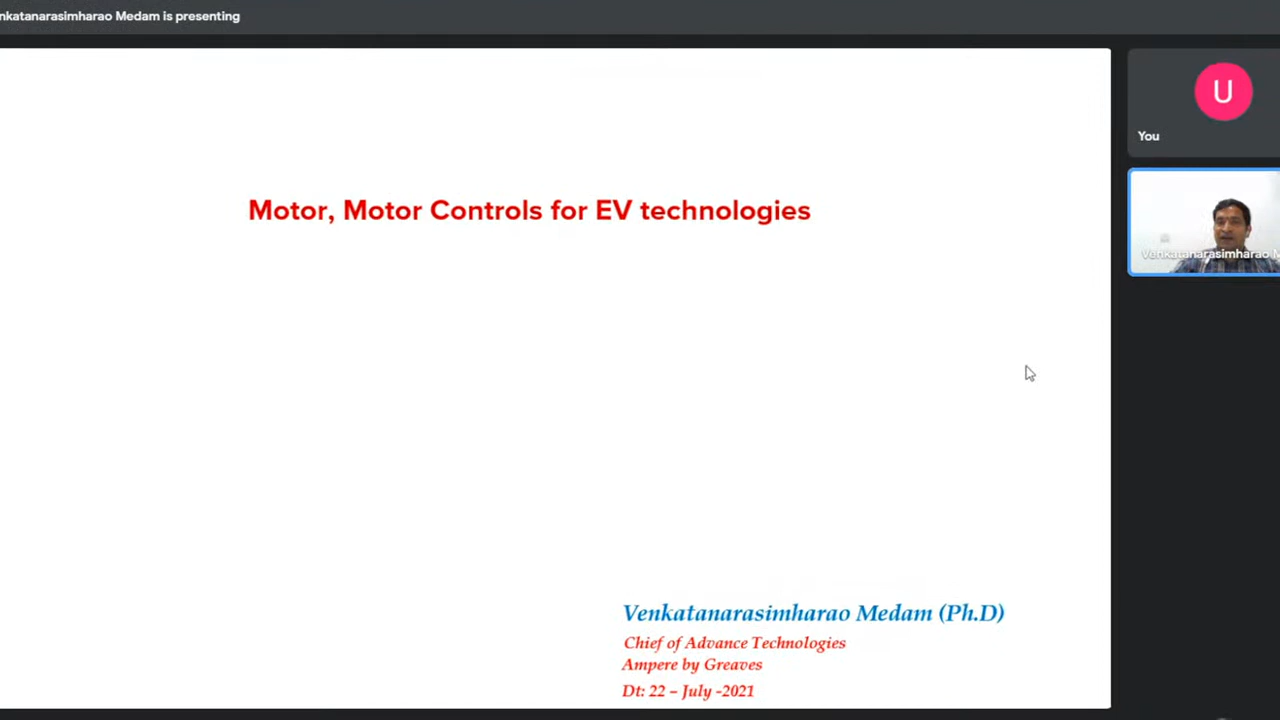 nkatanarasimharao Medam is presenting
Motor, Motor Controls for EV technologies
Venkatanarasimharao Medam (Ph.D)
Chief of Advance Technologies
Ampere by Greaves
Dt: 22 – July -2021
U
You
Venkatanarasimharao M